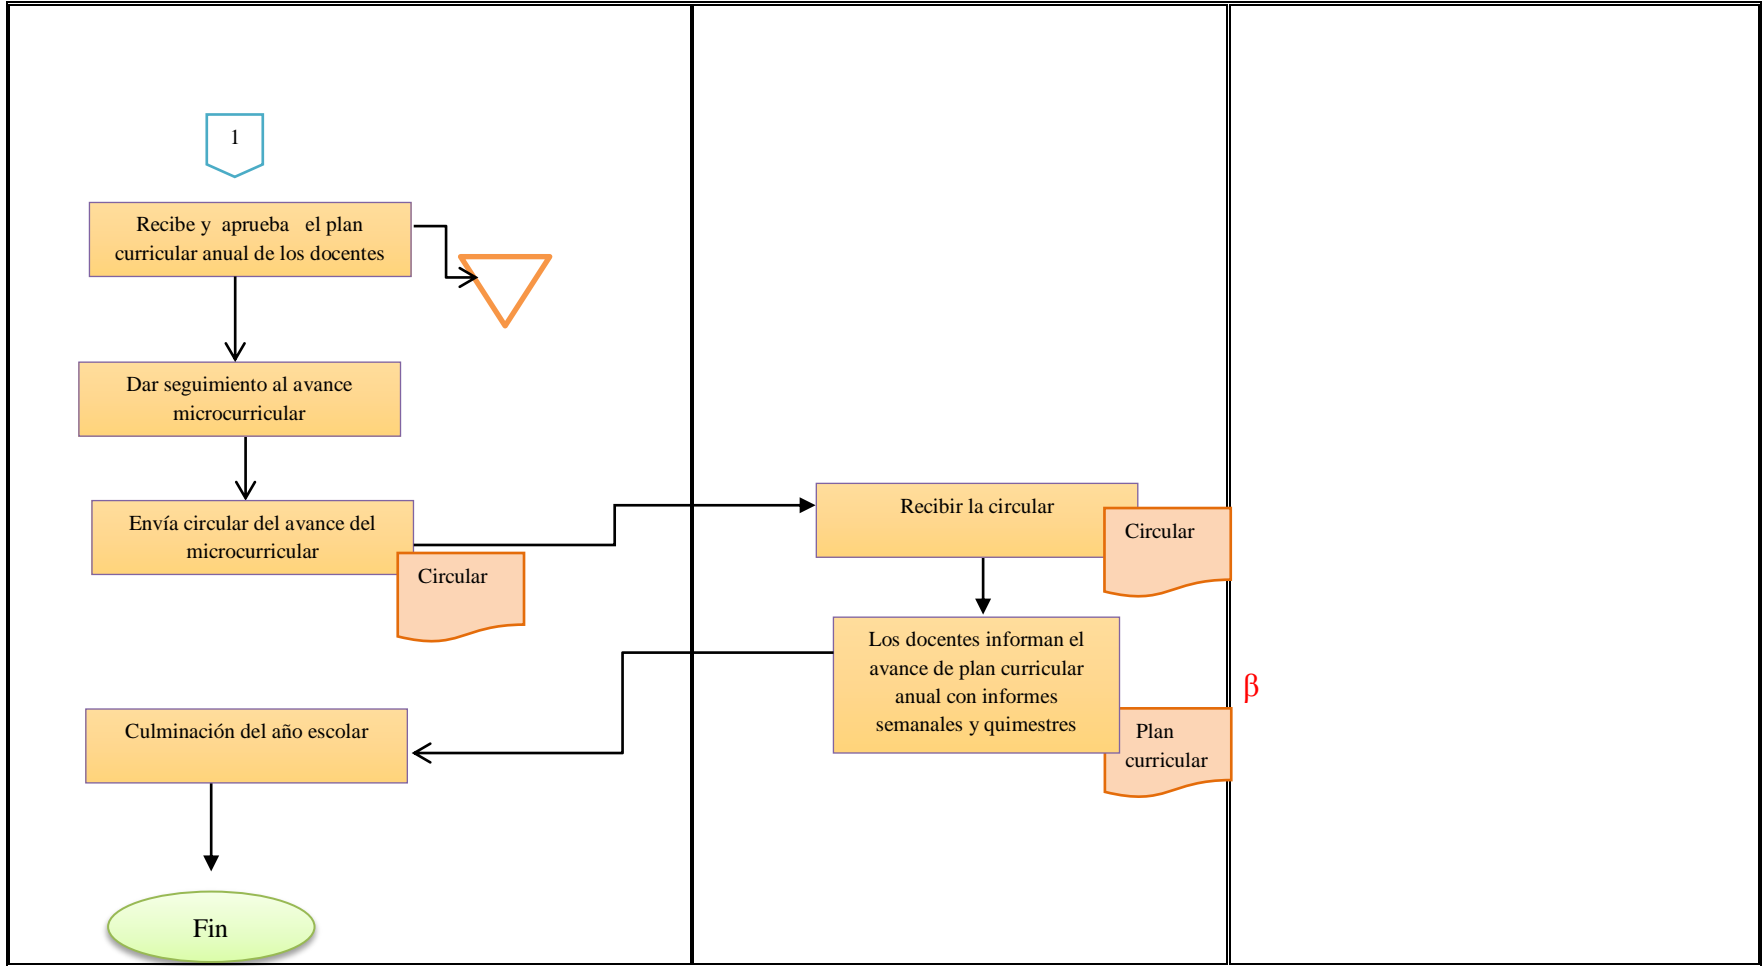 1
Recibe y aprueba el plan
curricular anual de los docentes
Dar seguimiento al avance
microcurricular
Envía circular del avance del
microcurricular
Circular
Recibir la circular
Circular
Los docentes informan el
avance de plan curricular
anual con informes
semanales y quimestres
β
Plan
curricular
Culminación del año escolar
Fin